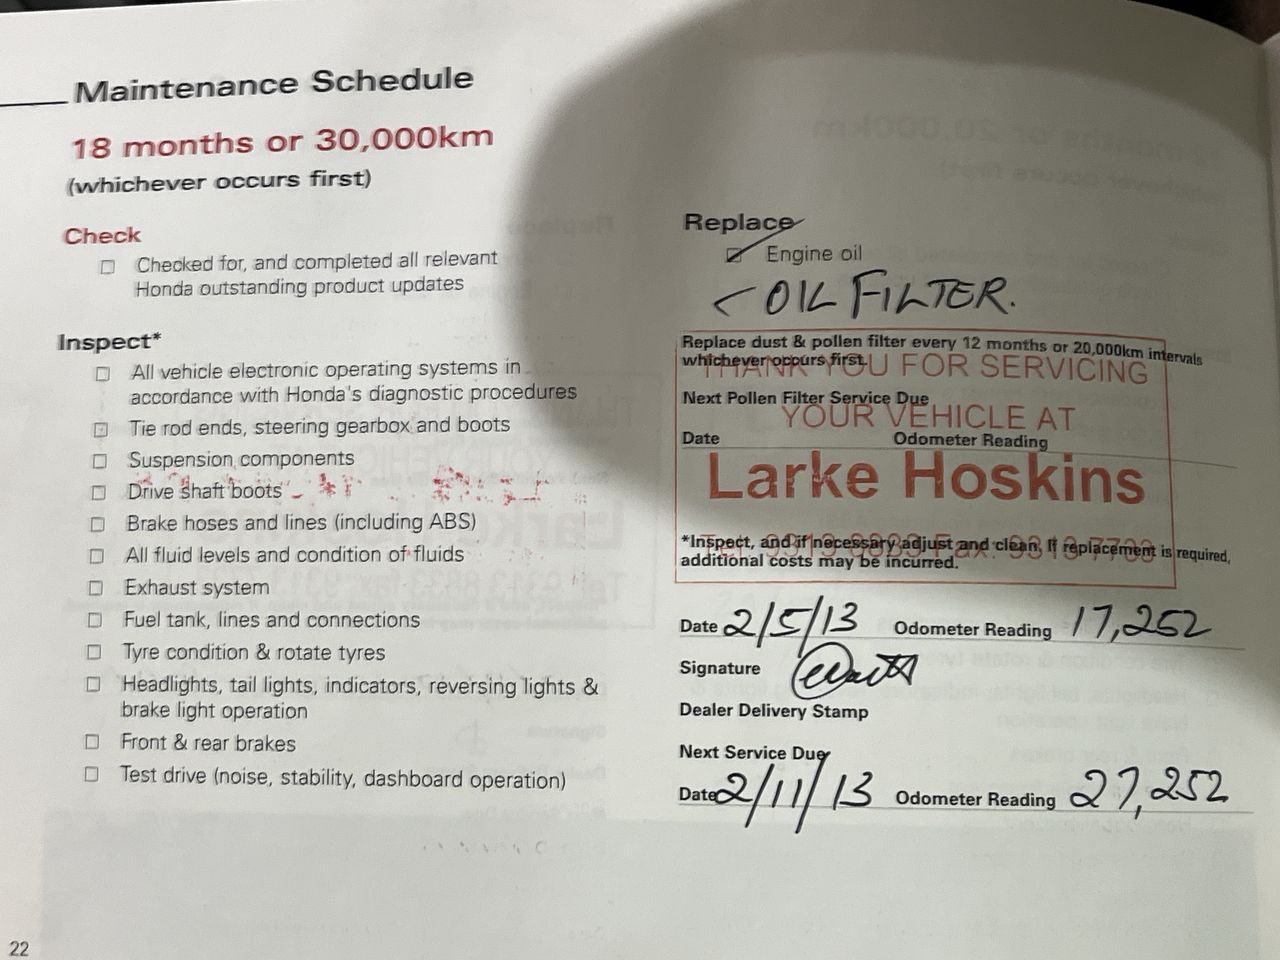 Maintenance Schedule
18 months or 30,000km
(whichever occurs first)
Check
Checked for, and completed all relevant
Honda outstanding product updates
Inspect*
All vehicle electronic operating systems in
accordance with Honda's diagnostic procedures
Tie rod ends, steering gearbox and boots
Suspension components
Drive shaft boots
Brake hoses and lines (including ABS)
All fluid levels and condition of fluids
Exhaust system
Fuel tank, lines and connections
Tyre condition & rotate tyres
Headlights, tail lights, indicators, reversing lights &
brake light operation
Front & rear brakes
Test drive (noise, stability, dashboard operation)
22
Replace
Engine oil
OIL FILTER.
Replace dust & pollen filter every 12 months or 20,000km intervals
whichever occurs first.
THANK YOU FOR SERVICING
Next Pollen Filter Service Due
YOUR VEHICLE AT
Date Odometer Reading
Larke Hoskins
*Inspect, and if necessary adjust and clean. If replacement is required,
additional costs may be incurred.
Date 2/5/13 Odometer Reading 17,252
Signature
Dealer Delivery Stamp
Next Service Due
Date 2/11/13 Odometer Reading 27,252